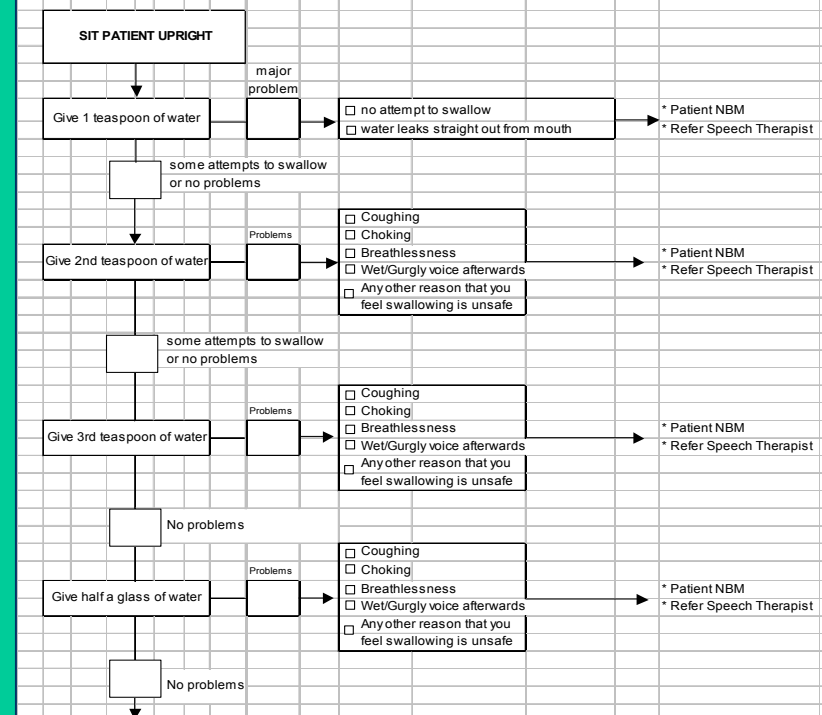 SIT PATIENT UPRIGHT
major
problem
Give 1 teaspoon of water
no attempt to swallow
water leaks straight out from mouth
* Patient NBM
* Refer Speech Therapist
some attempts to swallow
or no problems
Problems
Give 2nd teaspoon of water
Coughing
Choking
Breathlessness
Wet/Gurgly voice afterwards
Any other reason that you
feel swallowing is unsafe
* Patient NBM
* Refer Speech Therapist
some attempts to swallow
or no problems
Problems
Give 3rd teaspoon of water
Coughing
Choking
Breathlessness
Wet/Gurgly voice afterwards
Any other reason that you
feel swallowing is unsafe
* Patient NBM
* Refer Speech Therapist
No problems
Problems
Give half a glass of water
Coughing
Choking
Breathlessness
Wet/Gurgly voice afterwards
Any other reason that you
feel swallowing is unsafe
* Patient NBM
* Refer Speech Therapist
No problems